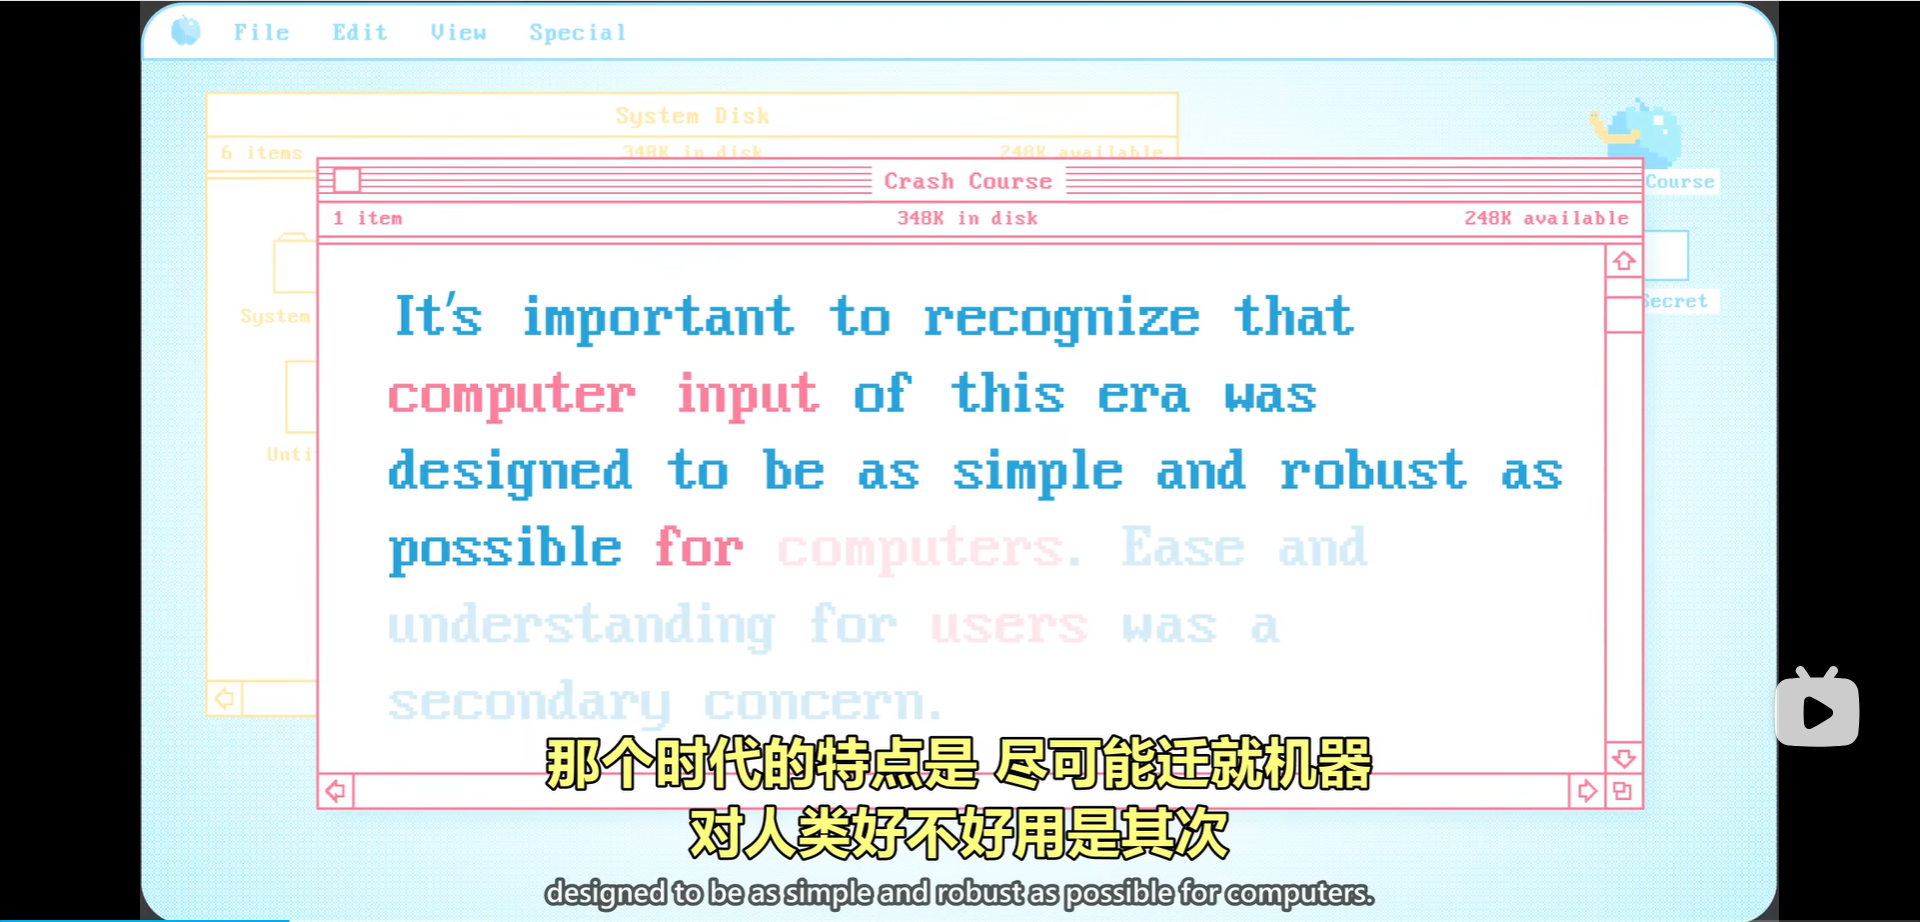 File Edit View Special
System Disk
6 items 348K in disk 248K available
Crash Course
1 item 348K in disk 248K available
Course
Secret
System
Unti
It's important to recognize that
computer input of this era was
designed to be as simple and robust as
possible for computers. Ease and
understanding for users was a
secondary concern.
那个时代的特点是 尽可能迁就机器
对人类好不好用是其次
designed to be as simple and robust as possible for computers.